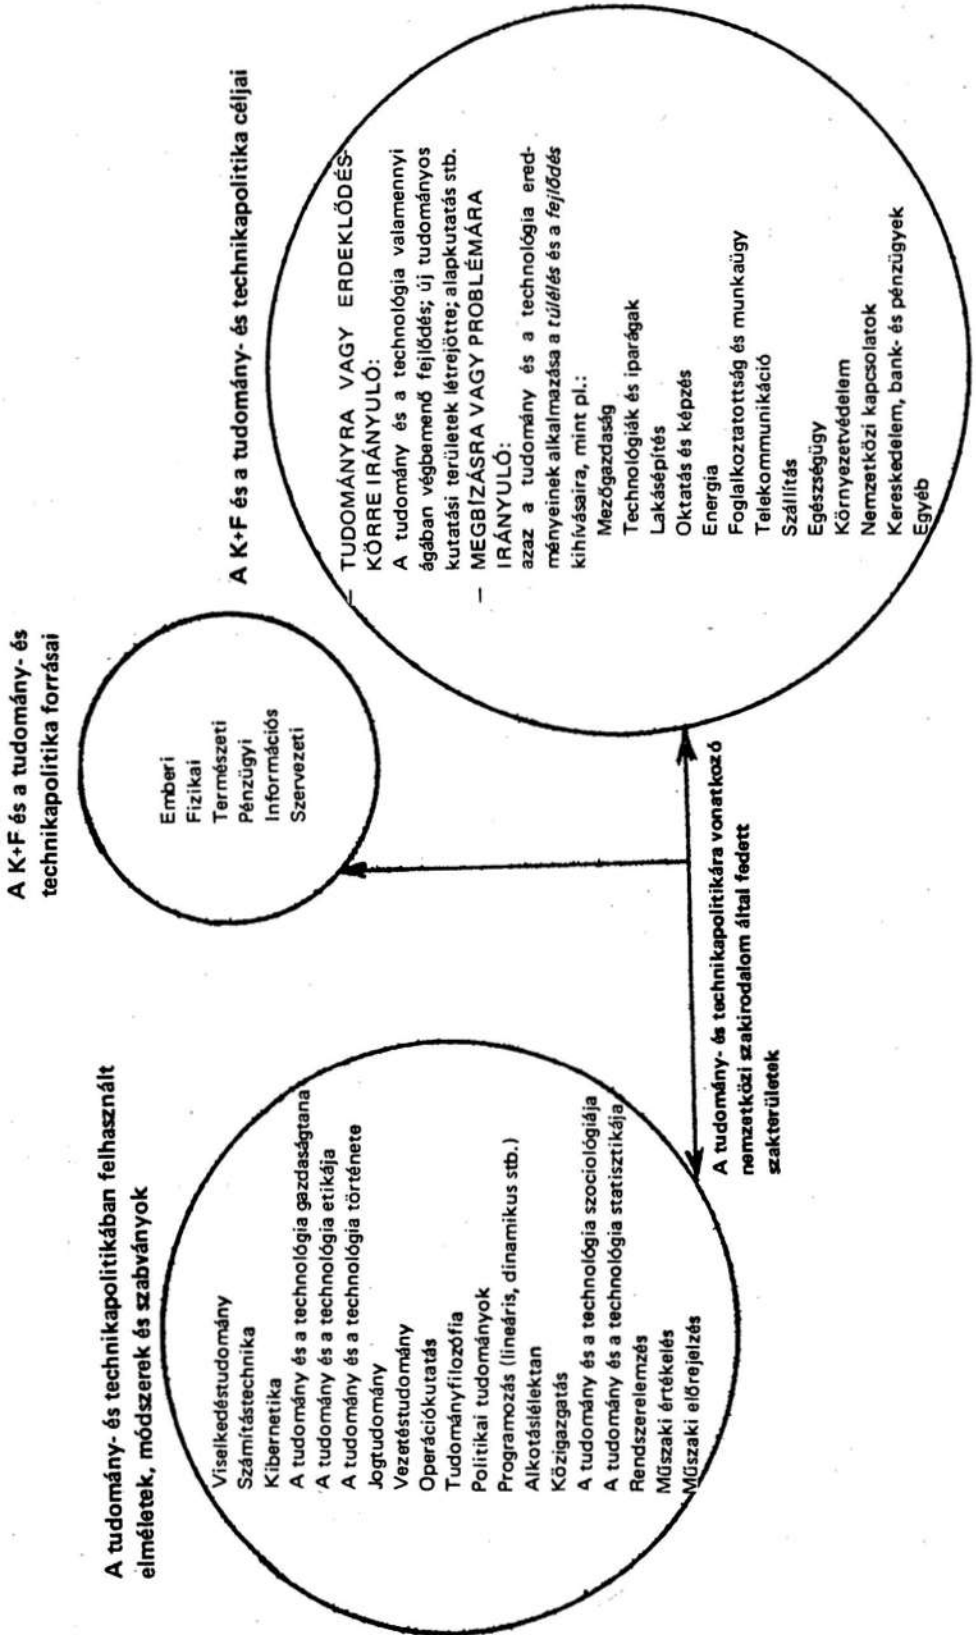 A tudomány- és technikapolitikában felhasznált
elméletek, módszerek és szabványok
Viselkedéstudomány
Számítástechnika
Kibernetika
A tudomány és a technológia gazdaságtana
A tudomány és a technológia etikája
A tudomány és a technológia története
Jogtudomány
Vezetéstudomány
Operációkutatás
Tudományfilozófia
Politikai tudományok
Programozás (lineáris, dinamikus stb.)
Alkotáslélektan
Közigazgatás
A tudomány és a technológia szociológiája
A tudomány és a technológia statisztikája
Rendszerelemzés
Műszaki értékelés
Műszaki előrejelzés
A K+F és a tudomány- és
technikapolitika forrásai
Emberi
Fizikai
Természeti
Pénzügyi
Információs
Szervezeti
A K+F és a tudomány- és technikapolitika céljai
— TUDOMÁNYRA VAGY ERDEKLŐDÉS-
KÖRRE IRÁNYULÓ:
A tudomány és a technológia valamennyi
ágában végbemenő fejlődés; új tudományos
kutatási területek létrejötte; alapkutatás stb.
— MEGBÍZÁSRA VAGY PROBLÉMÁRA
IRÁNYULÓ:
azaz a tudomány és a technológia ered-
ményeinek alkalmazása a túlélés és a fejlődés
kihívásaira, mint pl.:
Mezőgazdaság
Technológiák és iparágak
Lakásépítés
Oktatás és képzés
Energia
Foglalkoztatottság és munkaügy
Telekommunikáció
Szállítás
Egészségügy
Környezetvédelem
Nemzetközi kapcsolatok
Kereskedelem, bank- és pénzügyek
Egyéb
A tudomány- és technikapolitikára vonatkozó
nemzetközi szakirodalom által fedett
szakterületek